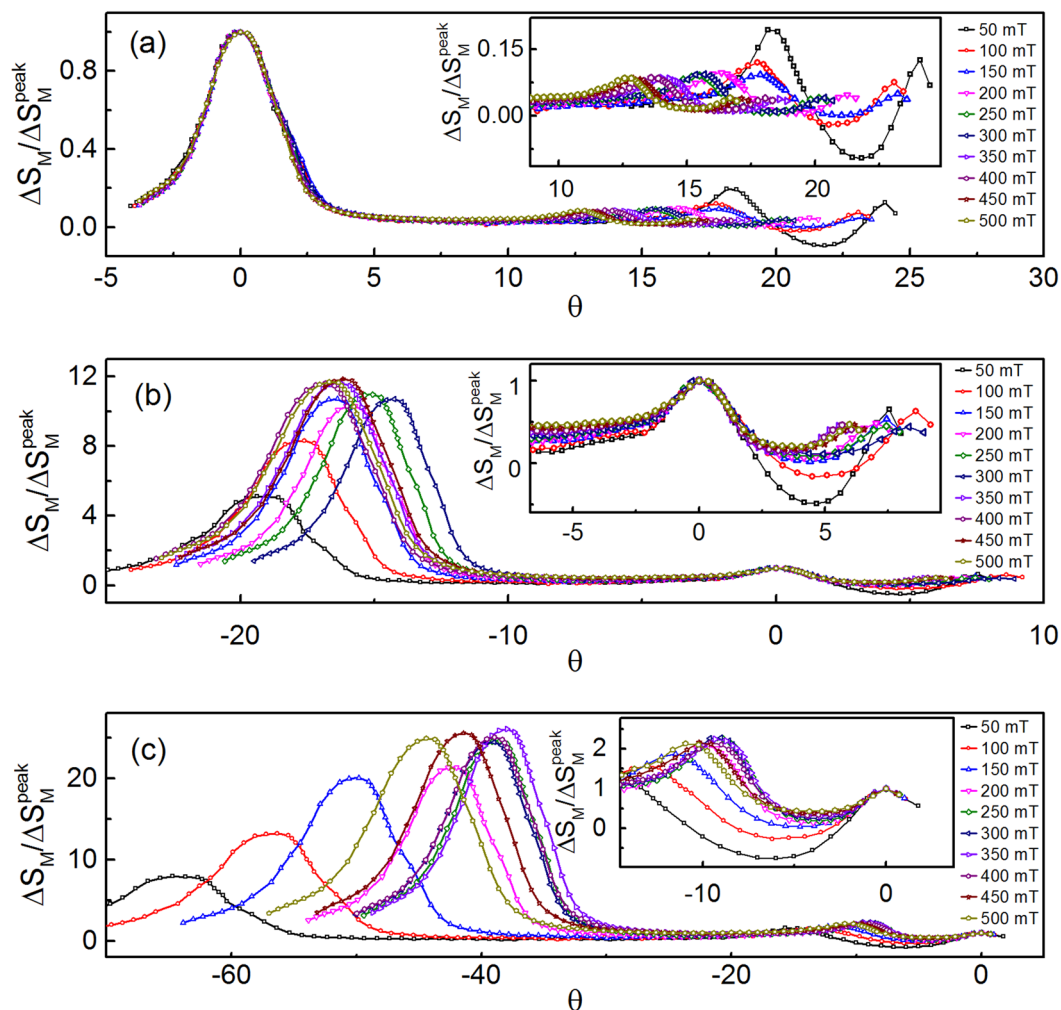 (a)
ΔS_M/ΔS_M^peak
0.0
0.4
0.8
-5
0
5
10
15
20
25
30
θ
ΔS_M/ΔS_M^peak
0.15
0.00
10
15
20
50 mT
100 mT
150 mT
200 mT
250 mT
300 mT
350 mT
400 mT
450 mT
500 mT
(b)
ΔS_M/ΔS_M^peak
12
8
4
0
-20
-10
0
10
θ
ΔS_M/ΔS_M^peak
1
0
-5
0
5
50 mT
100 mT
150 mT
200 mT
250 mT
300 mT
350 mT
400 mT
450 mT
500 mT
(c)
ΔS_M/ΔS_M^peak
20
10
0
-60
-40
-20
0
θ
ΔS_M/ΔS_M^peak
2
1
0
-10
0
50 mT
100 mT
150 mT
200 mT
250 mT
300 mT
350 mT
400 mT
450 mT
500 mT